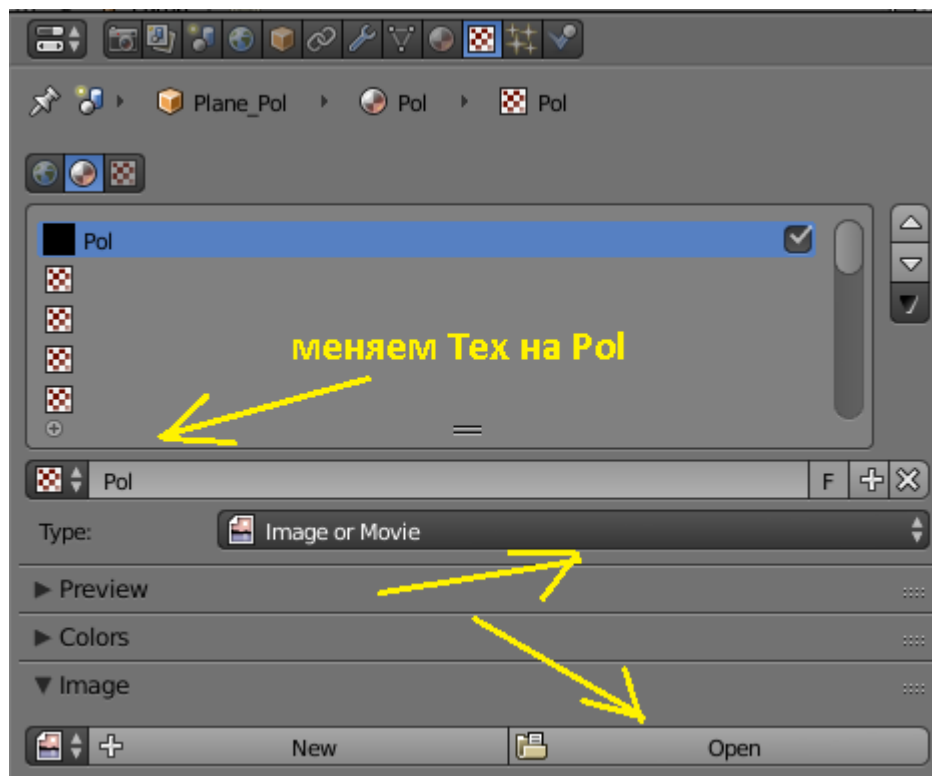 Plane_Pol Pol Pol
Pol
меняем Tex на Pol
Pol F
Type: Image or Movie
Preview
Colors
Image
New Open